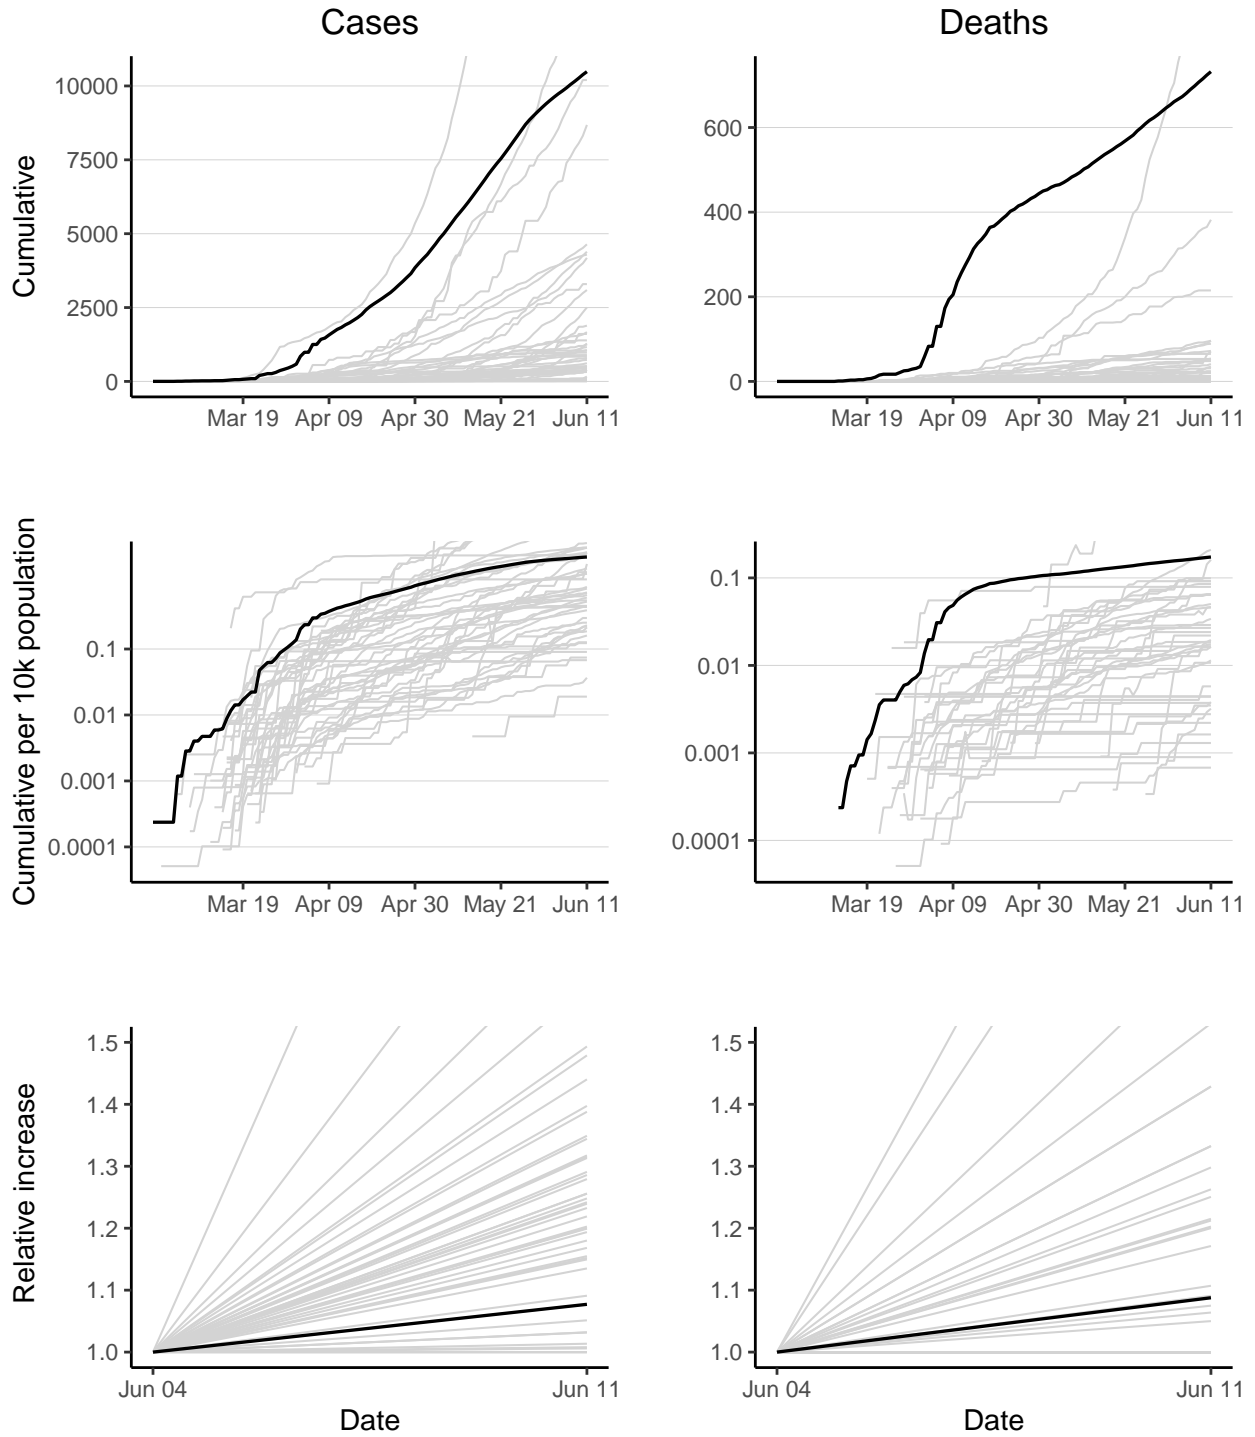 Cases
Deaths
Cumulative
10000
7500
5000
2500
0
Mar 19 Apr 09 Apr 30 May 21 Jun 11
600
400
200
0
Mar 19 Apr 09 Apr 30 May 21 Jun 11
Cumulative per 10k population
0.1
0.01
0.001
0.0001
Mar 19 Apr 09 Apr 30 May 21 Jun 11
0.1
0.01
0.001
0.0001
Mar 19 Apr 09 Apr 30 May 21 Jun 11
Relative increase
1.5
1.4
1.3
1.2
1.1
1.0
Jun 04 Jun 11
Date
1.5
1.4
1.3
1.2
1.1
1.0
Jun 04 Jun 11
Date